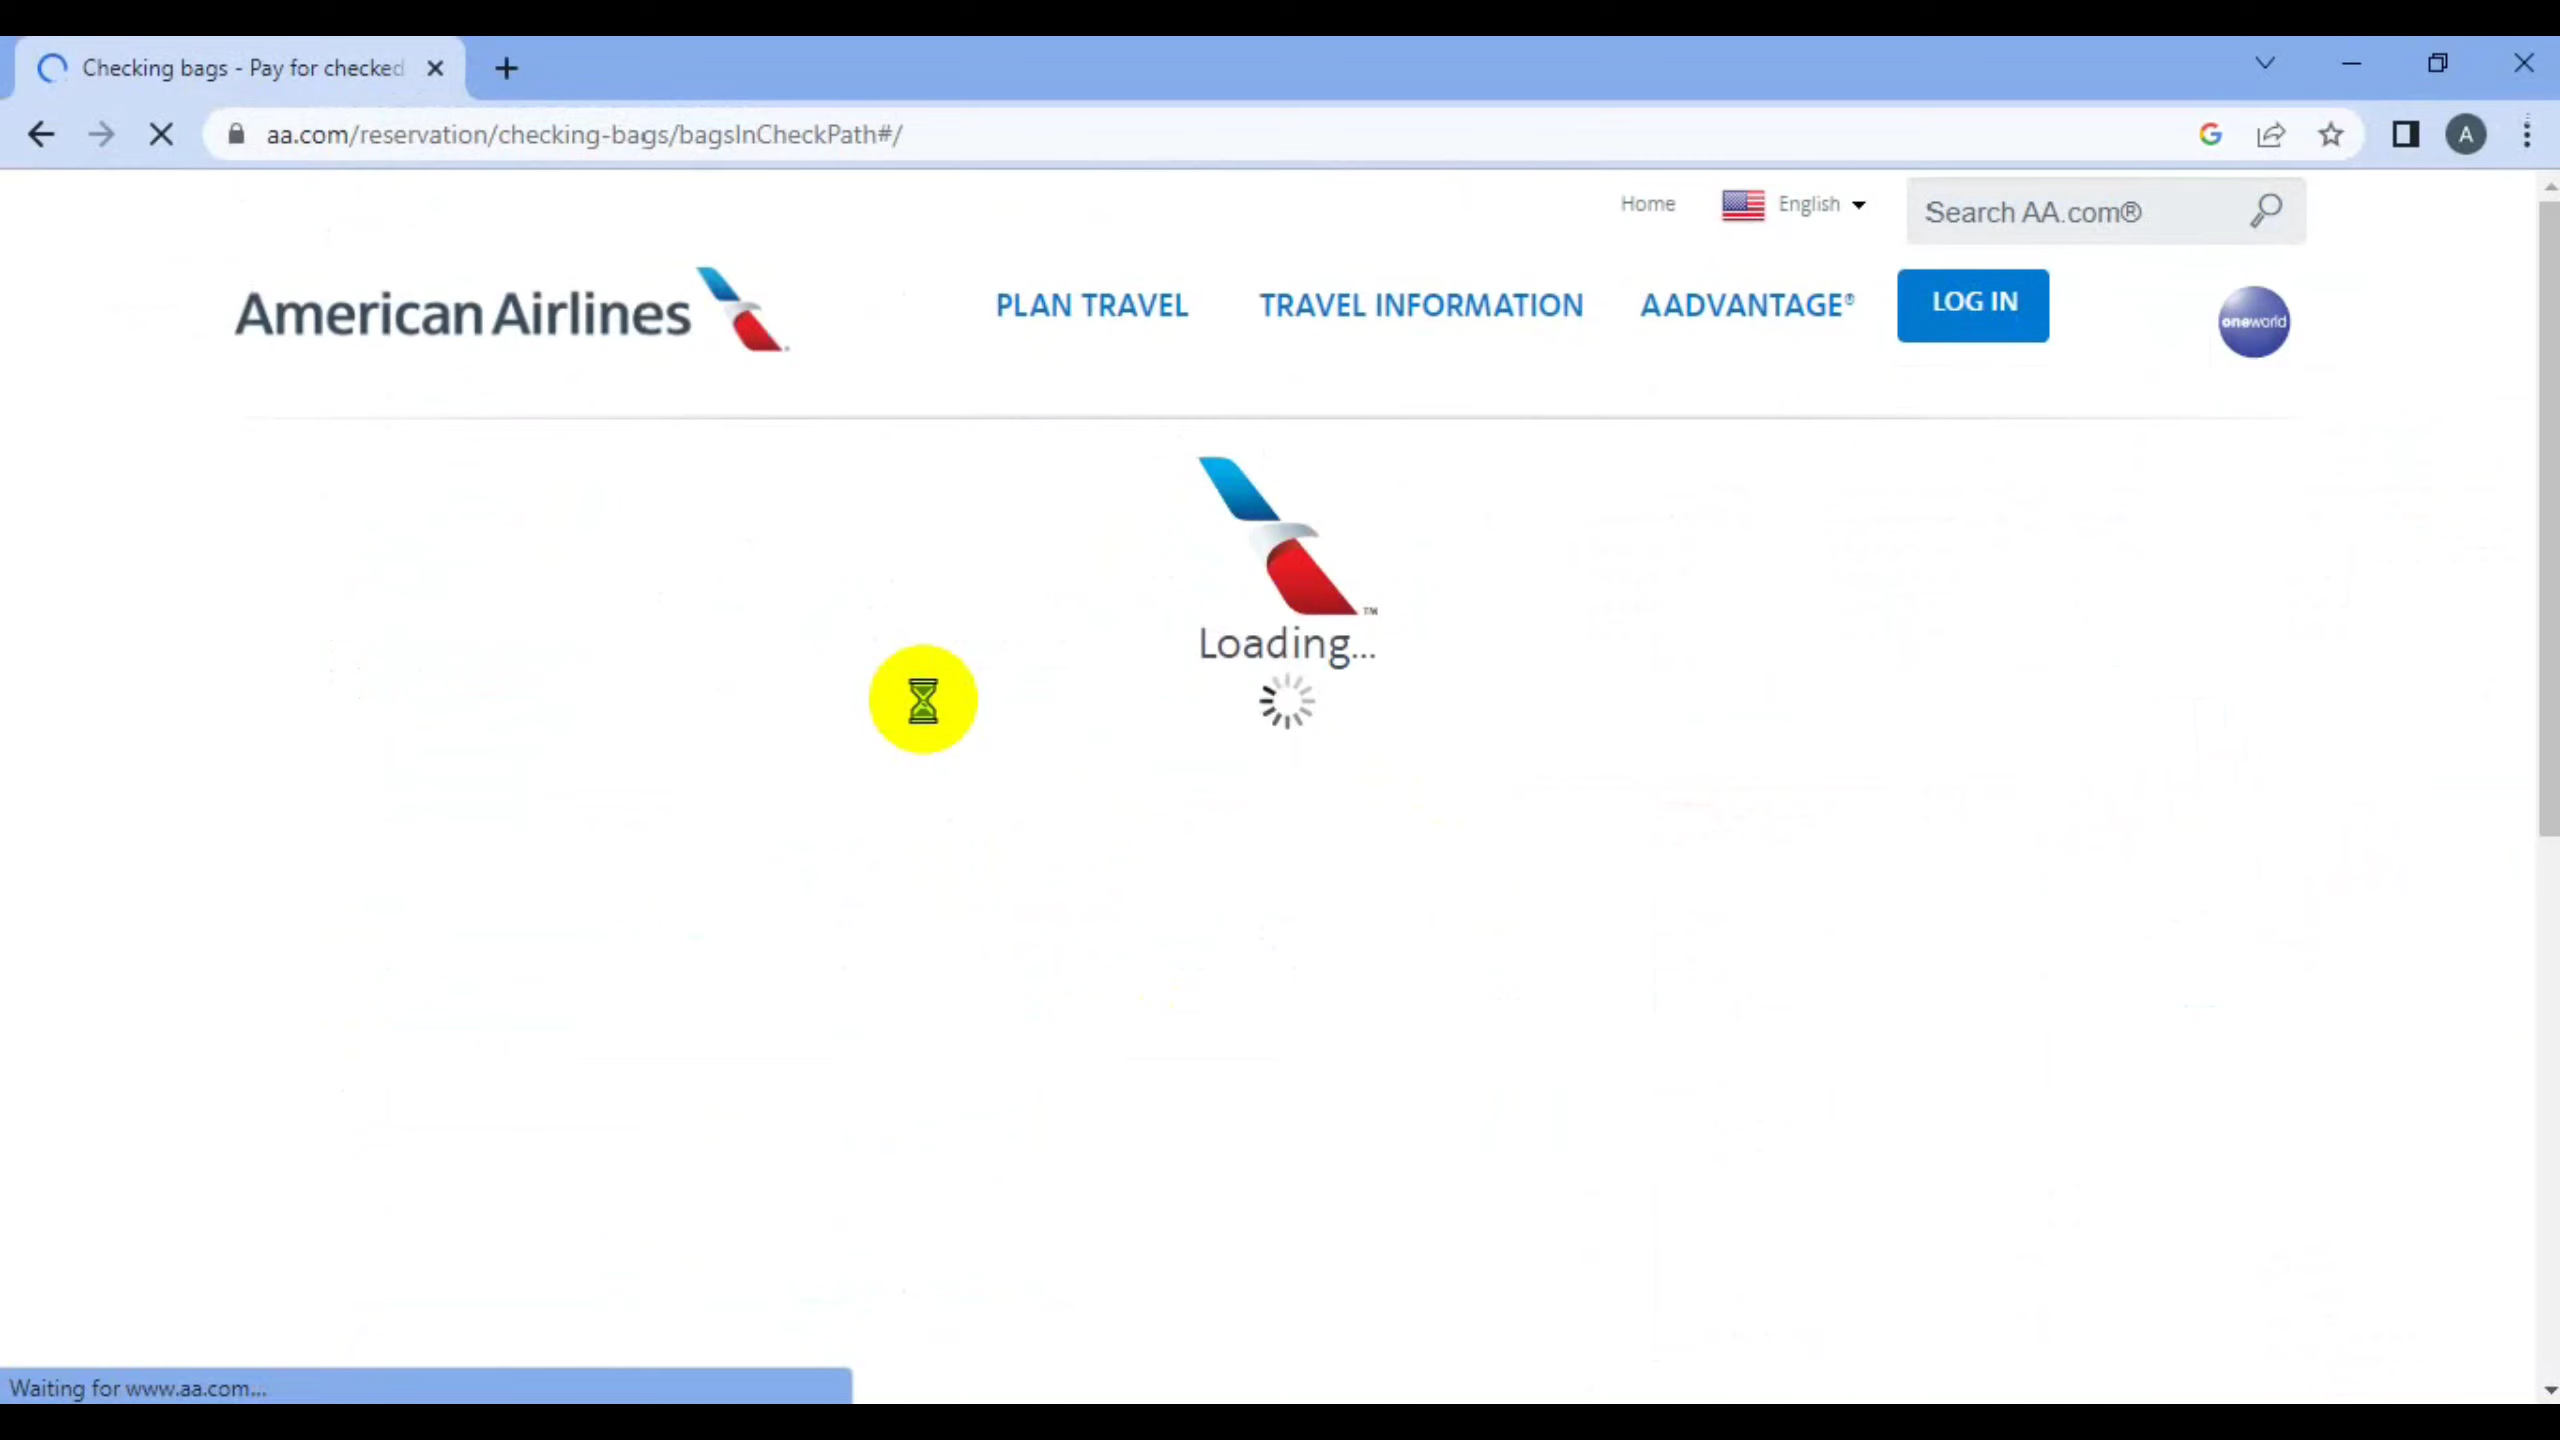 Checking bags - Pay for checked
aa.com/reservation/checking-bags/bagsInCheckPath#/
A
Home
English
Search AA.com®
American Airlines
PLAN TRAVEL
TRAVEL INFORMATION
AADVANTAGE®
LOG IN
oneworld
™
Loading...
Waiting for www.aa.com...